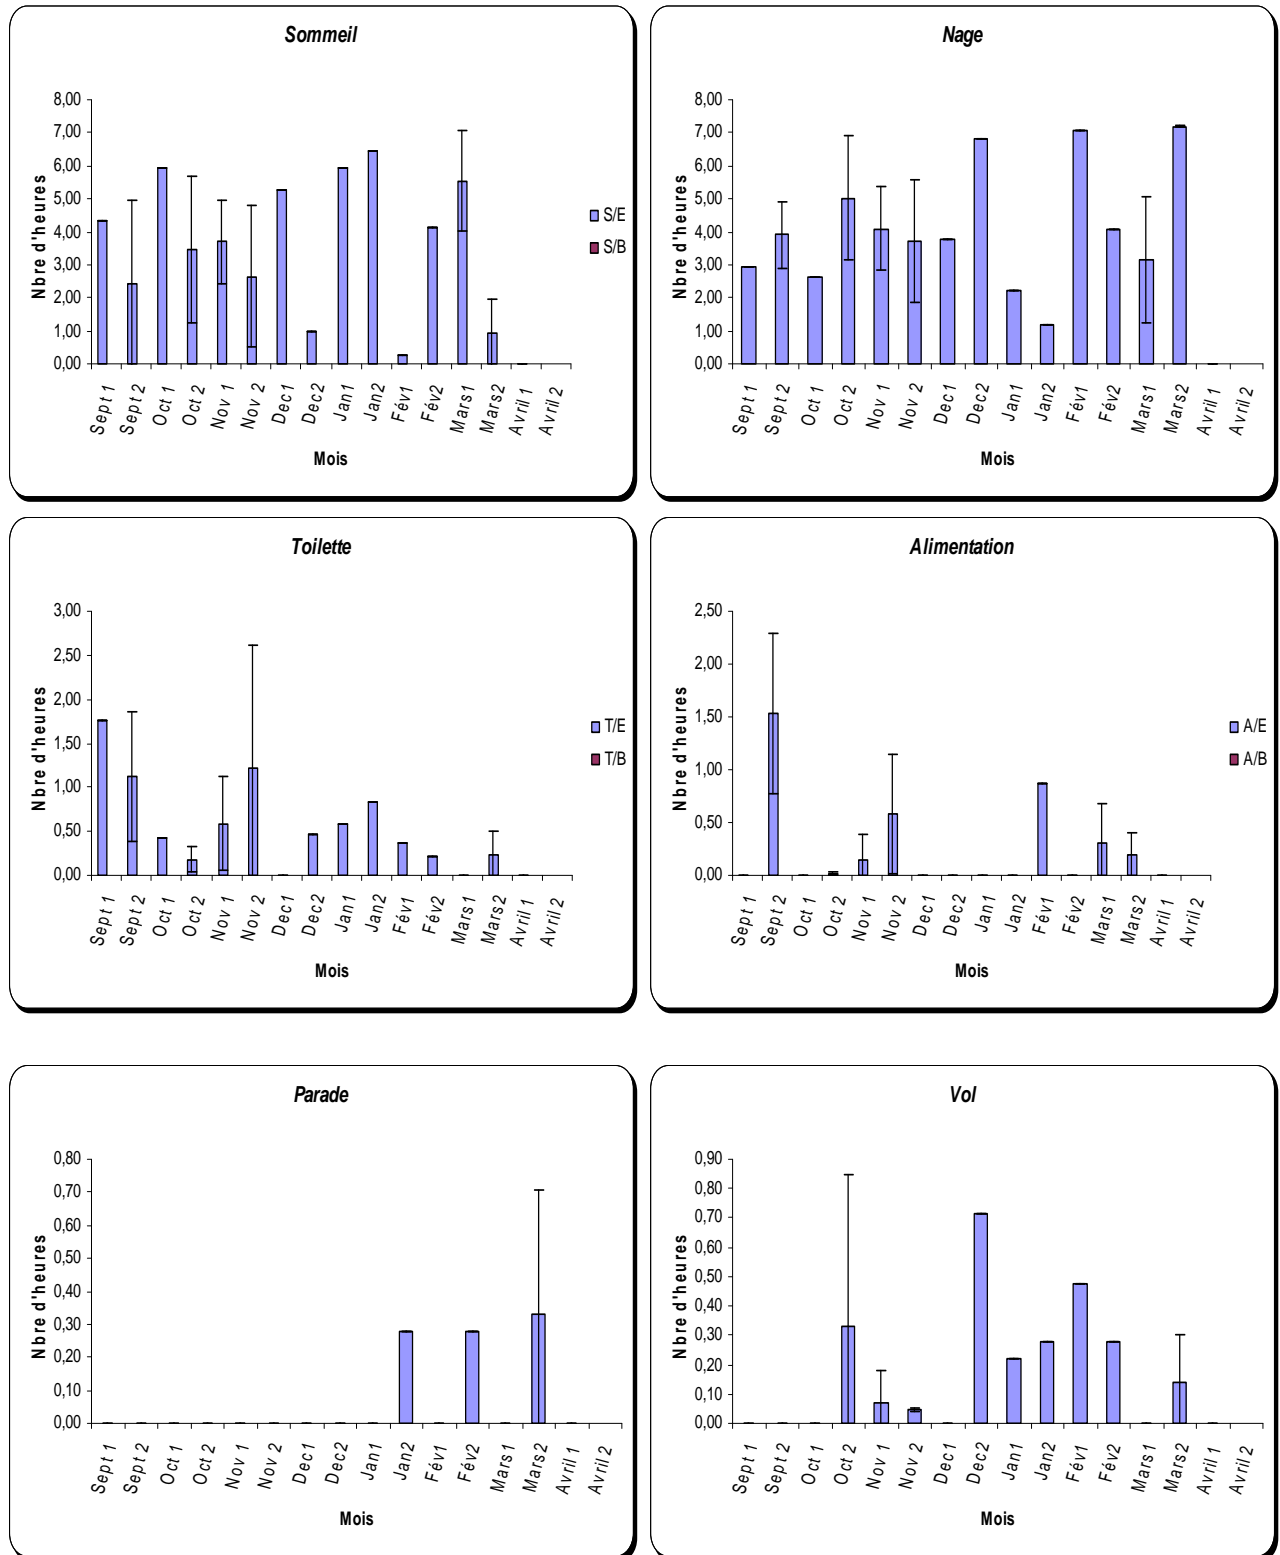 Sommeil
8,00
7,00
6,00
5,00
4,00
3,00
2,00
1,00
0,00
Nbre d'heures
Sept 1
Sept 2
Oct 1
Oct 2
Nov 1
Nov 2
Dec1
Dec2
Jan1
Jan2
Fév1
Fév2
Mars1
Mars2
Avril 1
Avril 2
Mois
S/E
S/B
Nage
8,00
7,00
6,00
5,00
4,00
3,00
2,00
1,00
0,00
Nbre d'heures
Sept 1
Sept 2
Oct 1
Oct 2
Nov 1
Nov 2
Dec1
Dec2
Jan1
Jan2
Fév1
Fév2
Mars1
Mars2
Avril 1
Avril 2
Mois
Toilette
3,00
2,50
2,00
1,50
1,00
0,50
0,00
Nbre d'heures
Sept 1
Sept 2
Oct 1
Oct 2
Nov 1
Nov 2
Dec1
Dec2
Jan1
Jan2
Fév1
Fév2
Mars1
Mars2
Avril 1
Avril 2
Mois
T/E
T/B
Alimentation
2,50
2,00
1,50
1,00
0,50
0,00
Nbre d'heures
Sept 1
Sept 2
Oct 1
Oct 2
Nov 1
Nov 2
Dec1
Dec2
Jan1
Jan2
Fév1
Fév2
Mars1
Mars2
Avril 1
Avril 2
Mois
A/E
A/B
Parade
0,80
0,70
0,60
0,50
0,40
0,30
0,20
0,10
0,00
Nbre d'heures
Sept 1
Sept 2
Oct 1
Oct 2
Nov 1
Nov 2
Dec1
Dec2
Jan1
Jan2
Fév1
Fév2
Mars1
Mars2
Avril 1
Avril 2
Mois
Vol
0,90
0,80
0,70
0,60
0,50
0,40
0,30
0,20
0,10
0,00
Nbre d'heures
Sept 1
Sept 2
Oct 1
Oct 2
Nov 1
Nov 2
Dec1
Dec2
Jan1
Jan2
Fév1
Fév2
Mars1
Mars2
Avril 1
Avril 2
Mois